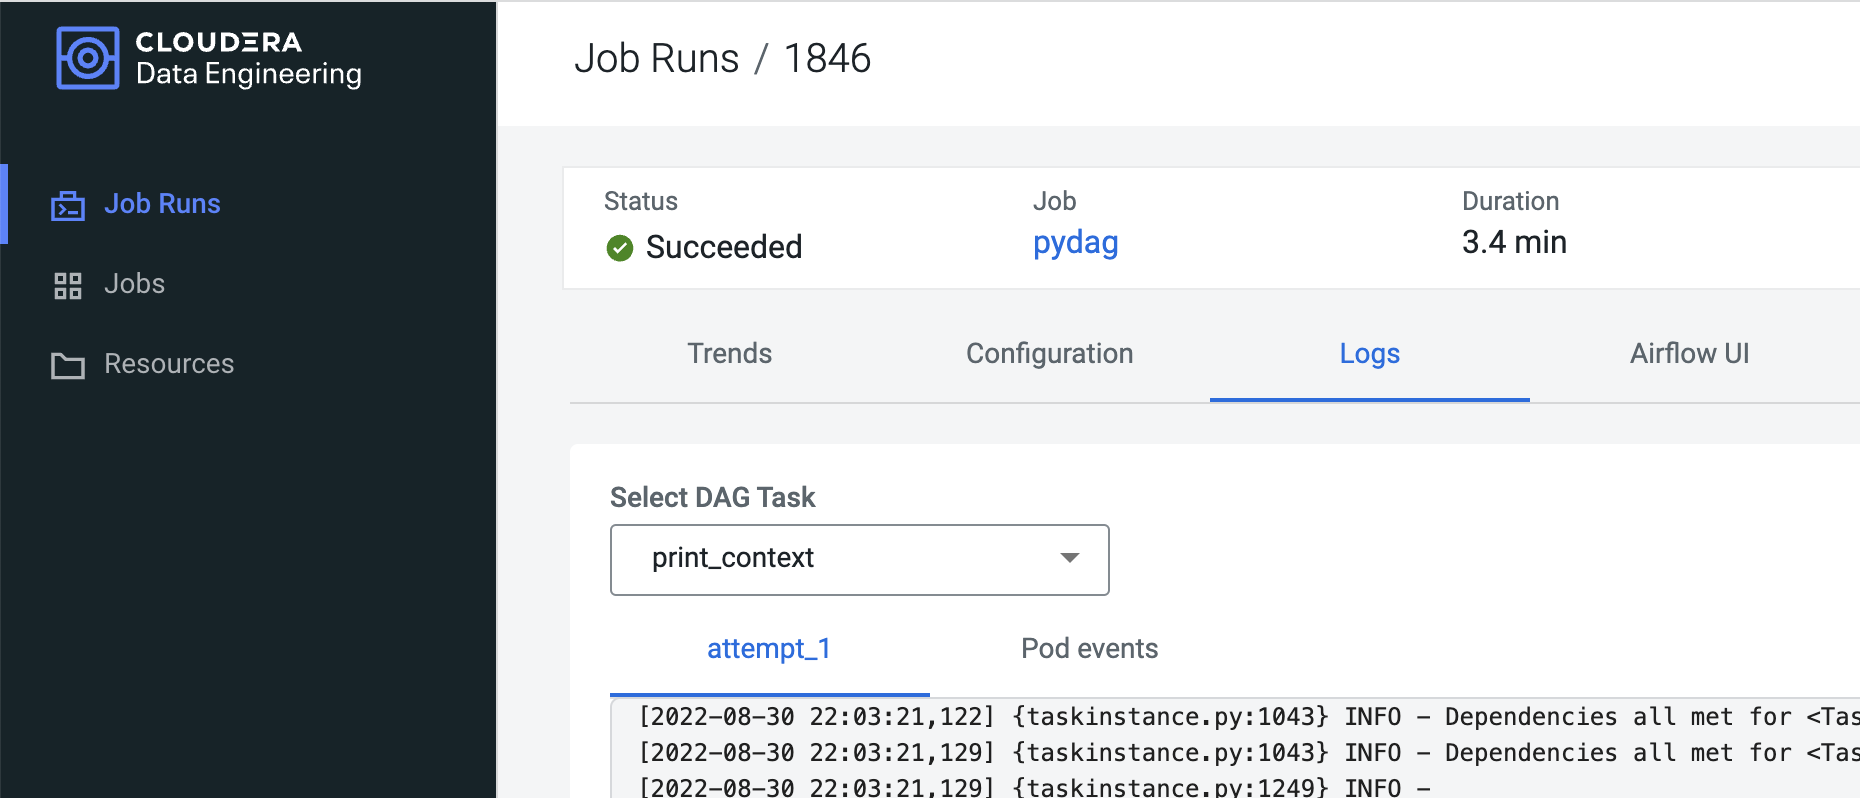 CLOUDERA
Data Engineering
Job Runs
Jobs
Resources
Job Runs / 1846
Status
Succeeded
Job
pydag
Duration
3.4 min
Trends
Configuration
Logs
Airflow UI
Select DAG Task
print_context
attempt_1
Pod events
[2022-08-30 22:03:21,122] {taskinstance.py:1043} INFO - Dependencies all met for <Tas
[2022-08-30 22:03:21,129] {taskinstance.py:1043} INFO - Dependencies all met for <Tas
[2022-08-30 22:03:21,129] {taskinstance.py:1249} INFO -